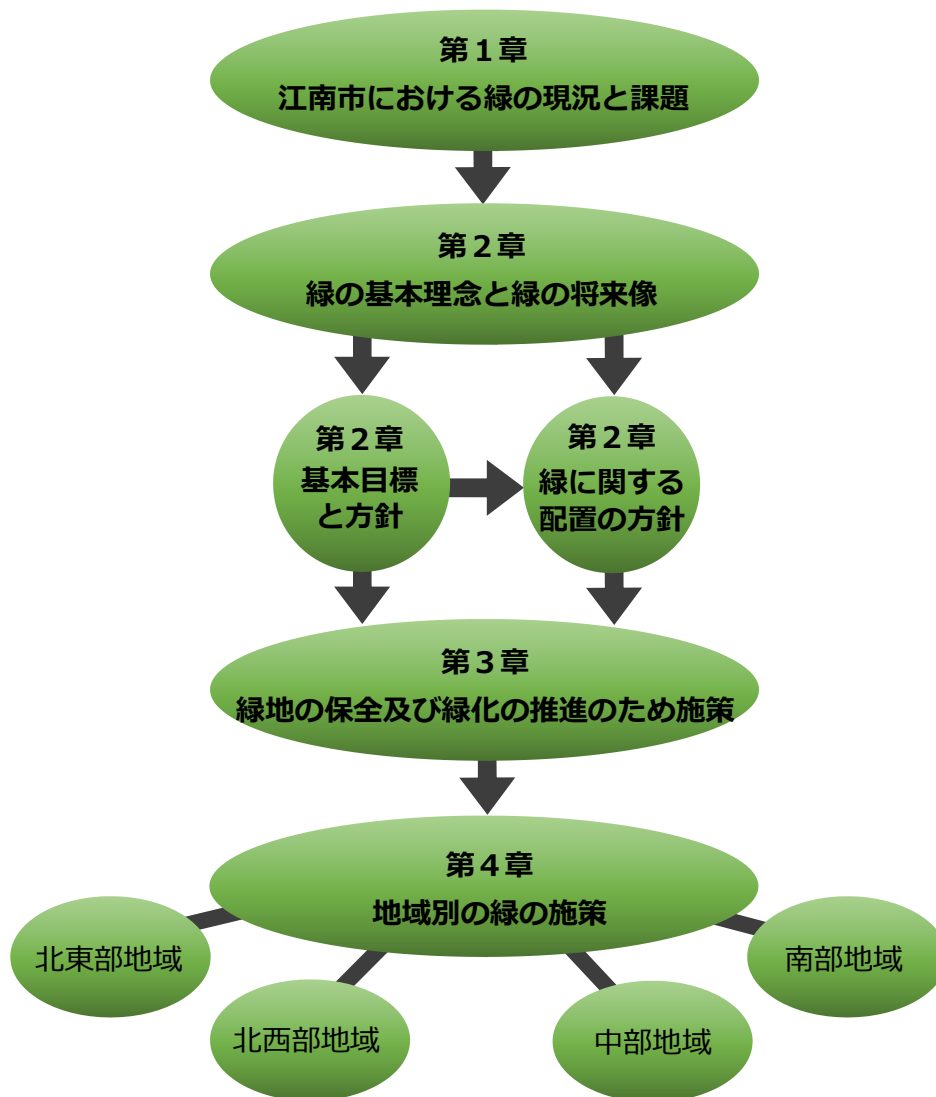 第１章
江南市における緑の現況と課題
第２章
緑の基本理念と緑の将来像
第２章
基本目標
と方針
第２章
緑に関する
配置の方針
第３章
緑地の保全及び緑化の推進のため施策
第４章
地域別の緑の施策
北東部地域
北西部地域
中部地域
南部地域